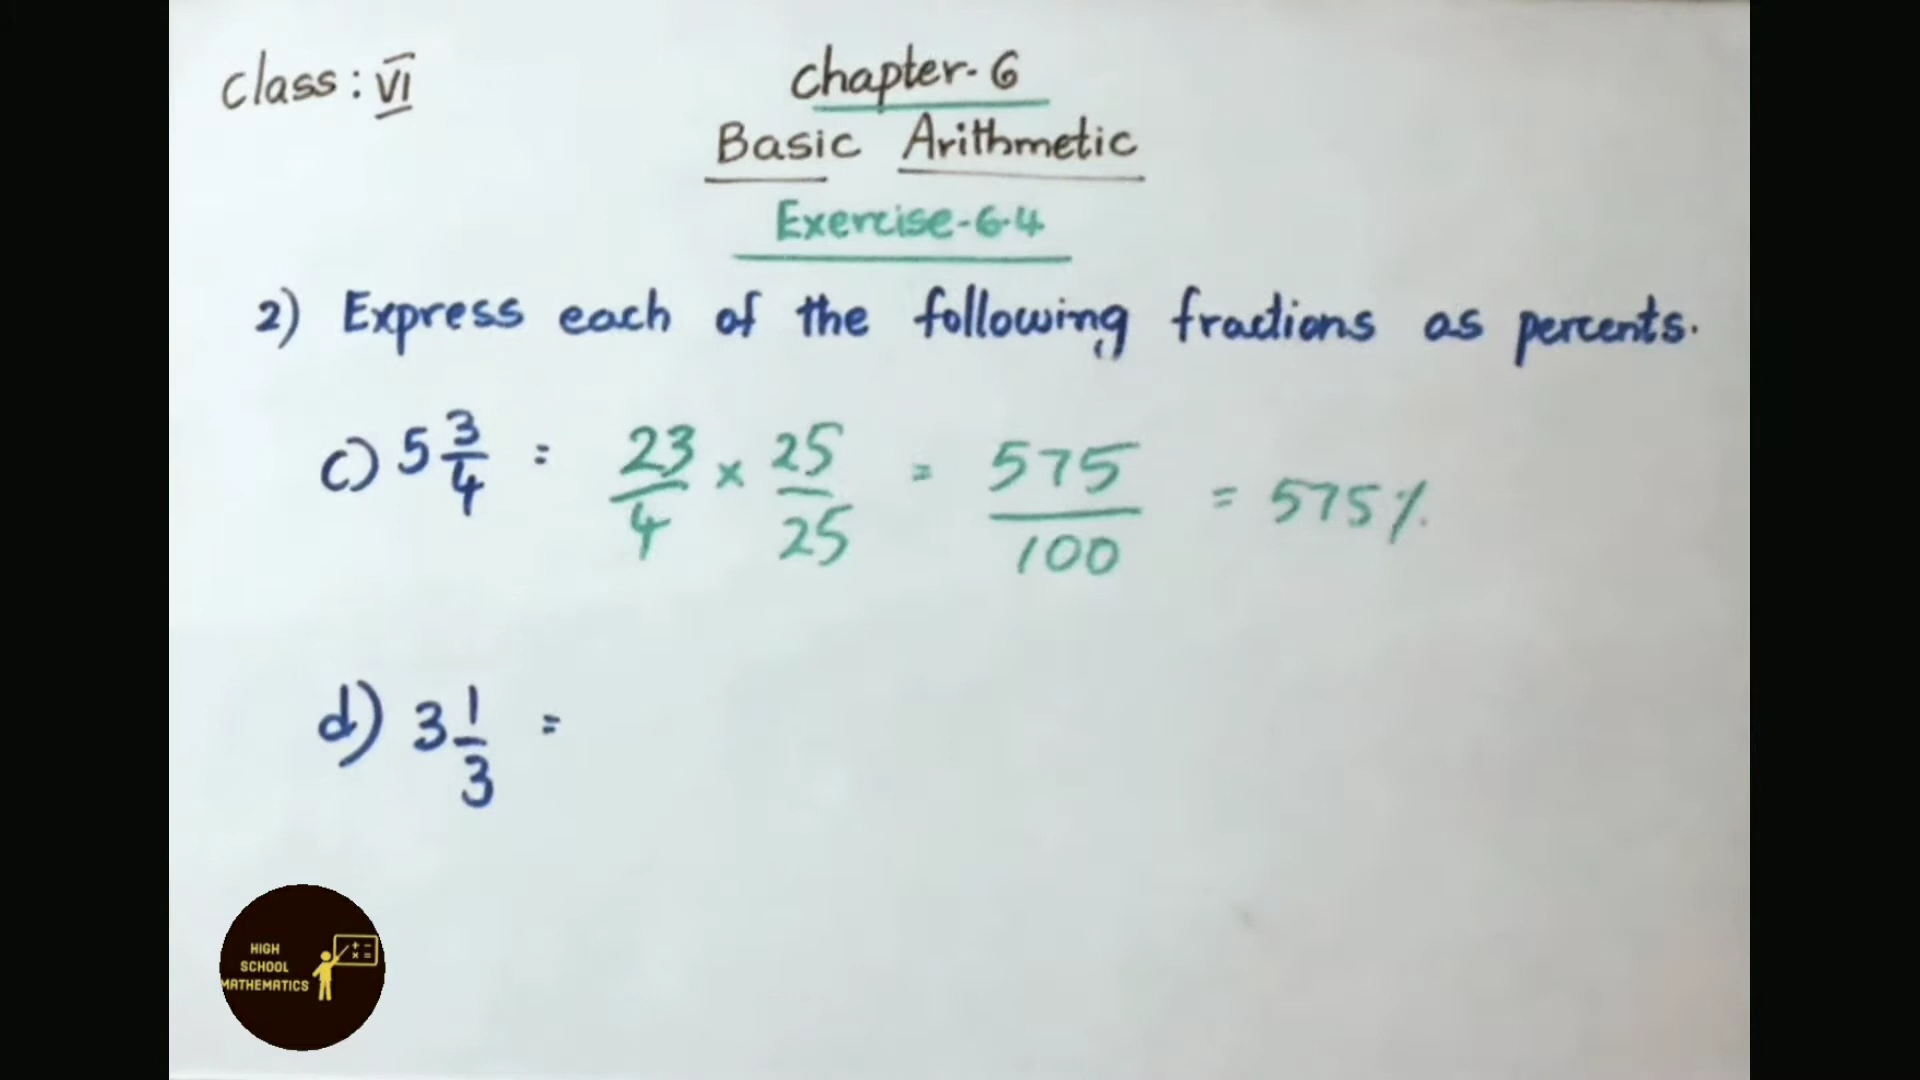 Class: VI
Chapter-6
Basic Arithmetic
Exercise-6.4
2) Express each of the following fractions as percents.
c) 5 3/4 = 23/4 × 25/25 = 575/100 = 575%
d) 3 1/3 =
HIGH
SCHOOL
MATHEMATICS